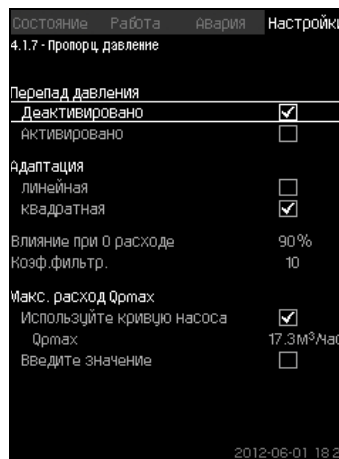 Состояние Работа Авария Настройки
4.1.7 - Пропорц. давление
Перепад давления
Деактивировано
Активировано
Адаптация
линейная
квадратная
Влияние при 0 расходе 90%
Коэф.фильтр. 10
Макс. расход Qpmax
Используйте кривую насоса
Qpmax 17.3м³/час
Введите значение
2012-06-01 18:2